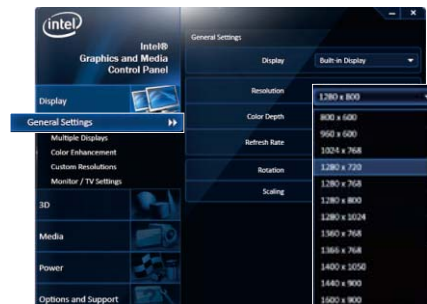 intel
Intel®
Graphics and Media
Control Panel
Display
General Settings
Multiple Displays
Color Enhancement
Custom Resolutions
Monitor / TV Settings
3D
Media
Power
Options and Support
General Settings
Display
Built-in Display
Resolution
1280 x 800
Color Depth
Refresh Rate
Rotation
Scaling
800 x 600
960 x 600
1024 x 768
1280 x 720
1280 x 768
1280 x 800
1280 x 1024
1360 x 768
1366 x 768
1400 x 1050
1440 x 900
1600 x 900